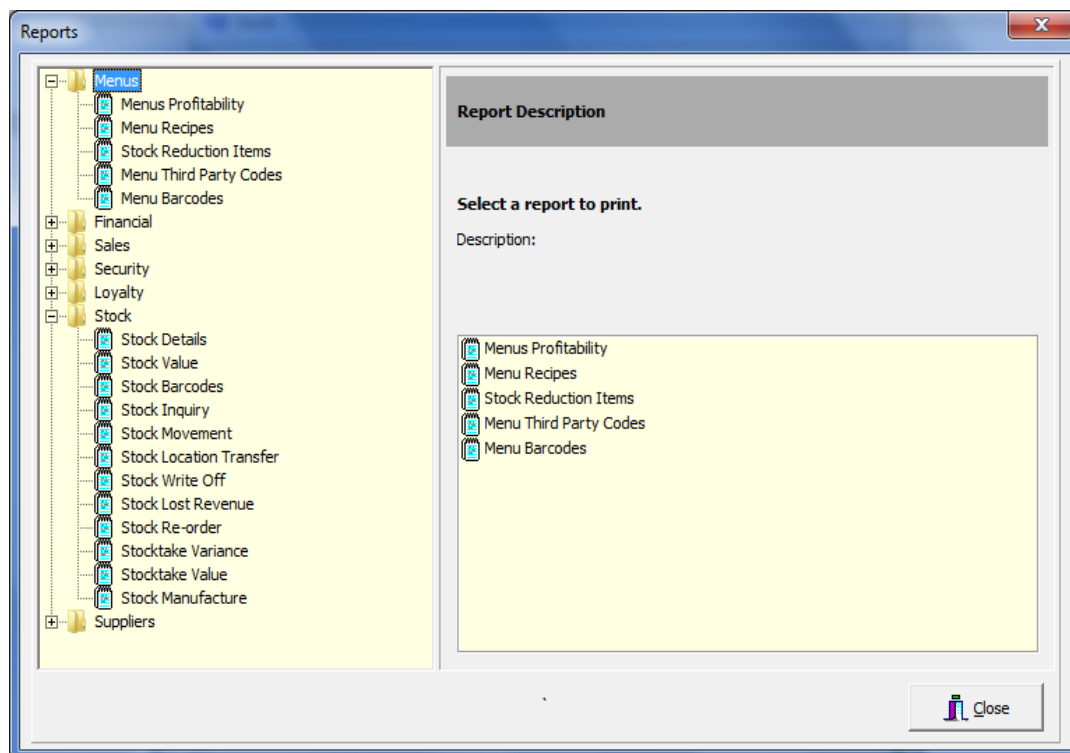 Reports
Menus
Menus Profitability
Menu Recipes
Stock Reduction Items
Menu Third Party Codes
Menu Barcodes
Financial
Sales
Security
Loyalty
Stock
Stock Details
Stock Value
Stock Barcodes
Stock Inquiry
Stock Movement
Stock Location Transfer
Stock Write Off
Stock Lost Revenue
Stock Re-order
Stocktake Variance
Stocktake Value
Stock Manufacture
Suppliers
Report Description
Select a report to print.
Description:
Menus Profitability
Menu Recipes
Stock Reduction Items
Menu Third Party Codes
Menu Barcodes
Close